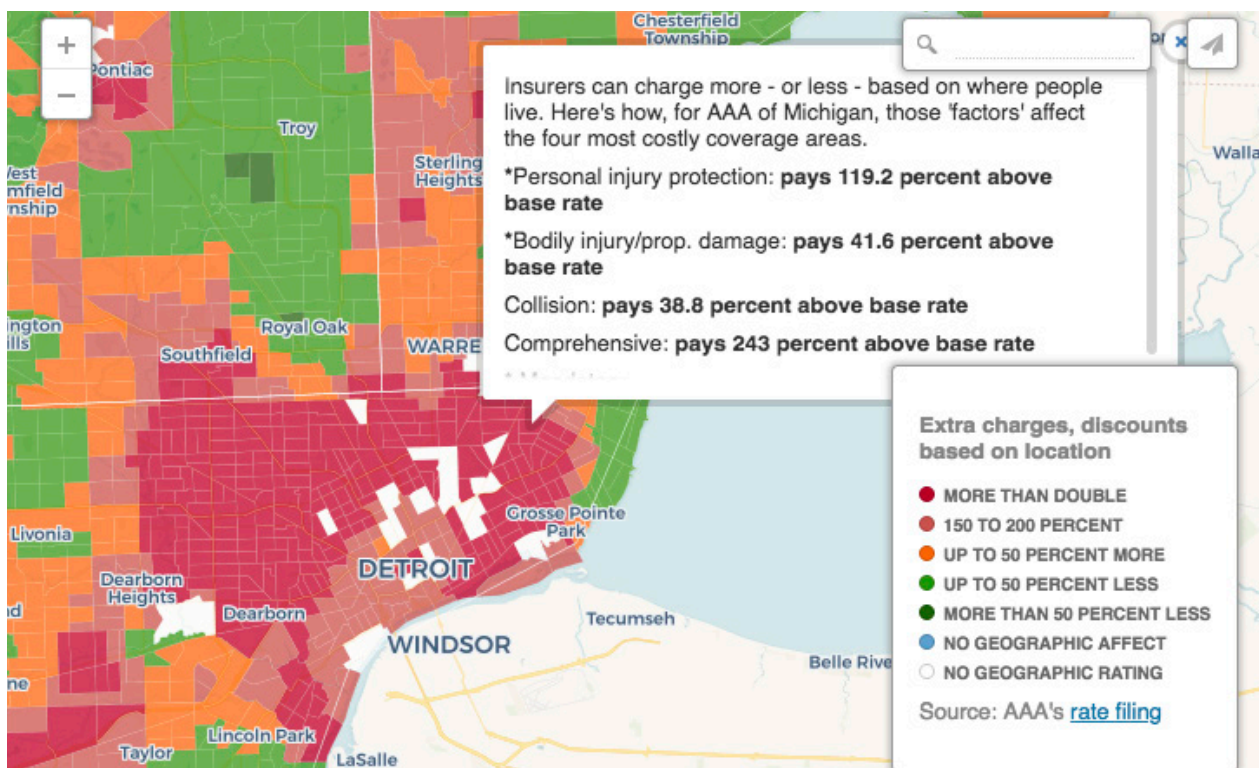 Chesterfield
Township
Pontiac
Troy
Sterling
Heights
Royal Oak
Southfield
WARRE
Livonia
Dearborn
Heights
Dearborn
DETROIT
Grosse Pointe
Park
WINDSOR
Tecumseh
Belle Rive
Lincoln Park
Taylor
LaSalle
Walla
West
mfield
nship
ington
ills
nd
ne
+
−
×
Insurers can charge more - or less - based on where people
live. Here's how, for AAA of Michigan, those 'factors' affect
the four most costly coverage areas.
*Personal injury protection: pays 119.2 percent above
base rate
*Bodily injury/prop. damage: pays 41.6 percent above
base rate
Collision: pays 38.8 percent above base rate
Comprehensive: pays 243 percent above base rate
Extra charges, discounts
based on location
MORE THAN DOUBLE
150 TO 200 PERCENT
UP TO 50 PERCENT MORE
UP TO 50 PERCENT LESS
MORE THAN 50 PERCENT LESS
NO GEOGRAPHIC AFFECT
NO GEOGRAPHIC RATING
Source: AAA's rate filing